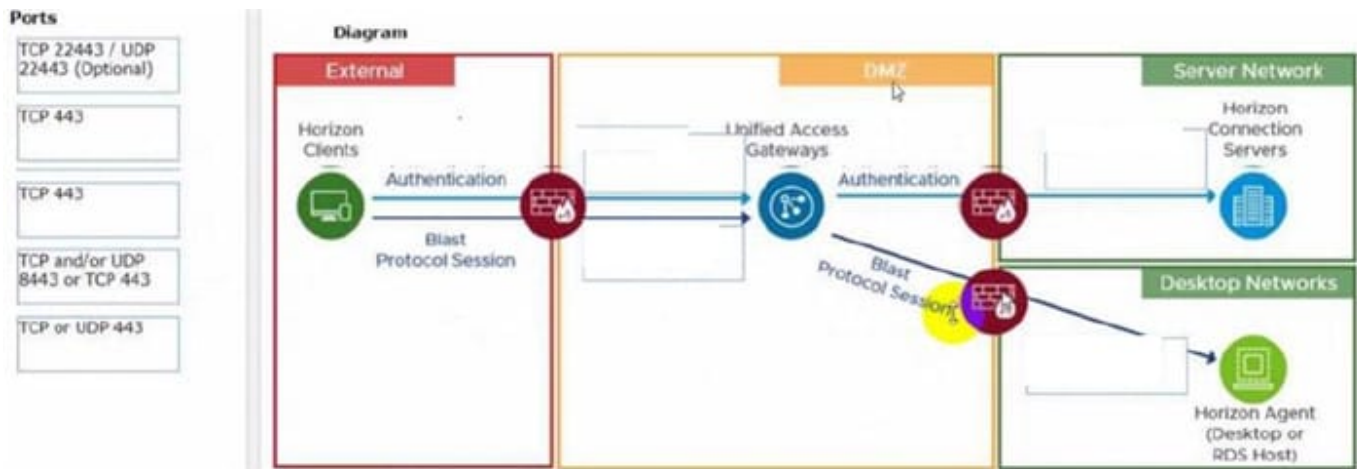 Ports
TCP 22443 / UDP
22443 (Optional)
TCP 443
TCP 443
TCP and/or UDP
8443 or TCP 443
TCP or UDP 443
Diagram
External
DMZ
Server Network
Horizon
Clients
Unified Access
Gateways
Horizon
Connection
Servers
Authentication
Authentication
Blast
Protocol Session
Blast
Protocol Session
Desktop Networks
Horizon Agent
(Desktop or
RDS Host)